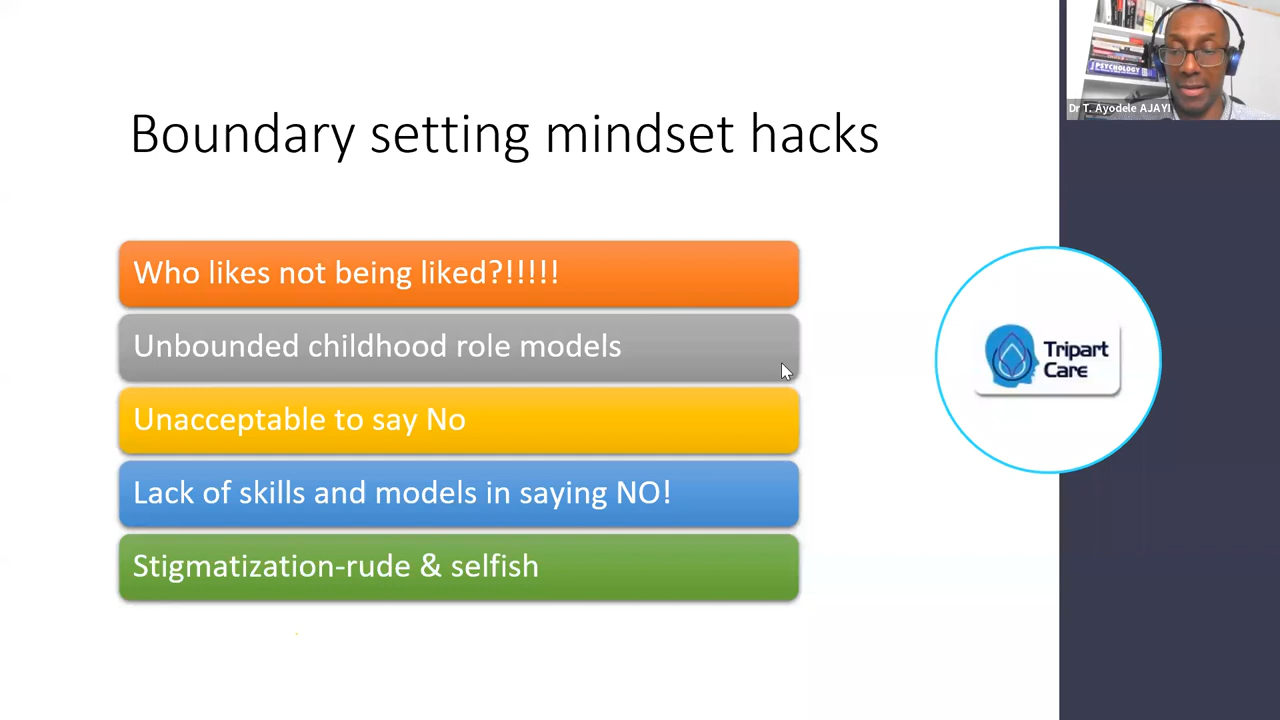 Boundary setting mindset hacks
Who likes not being liked?!!!!!
Unbounded childhood role models
Unacceptable to say No
Lack of skills and models in saying NO!
Stigmatization-rude & selfish
PSYCHOLOGY
Dr T. Ayodele AJAYI
Tripart
Care